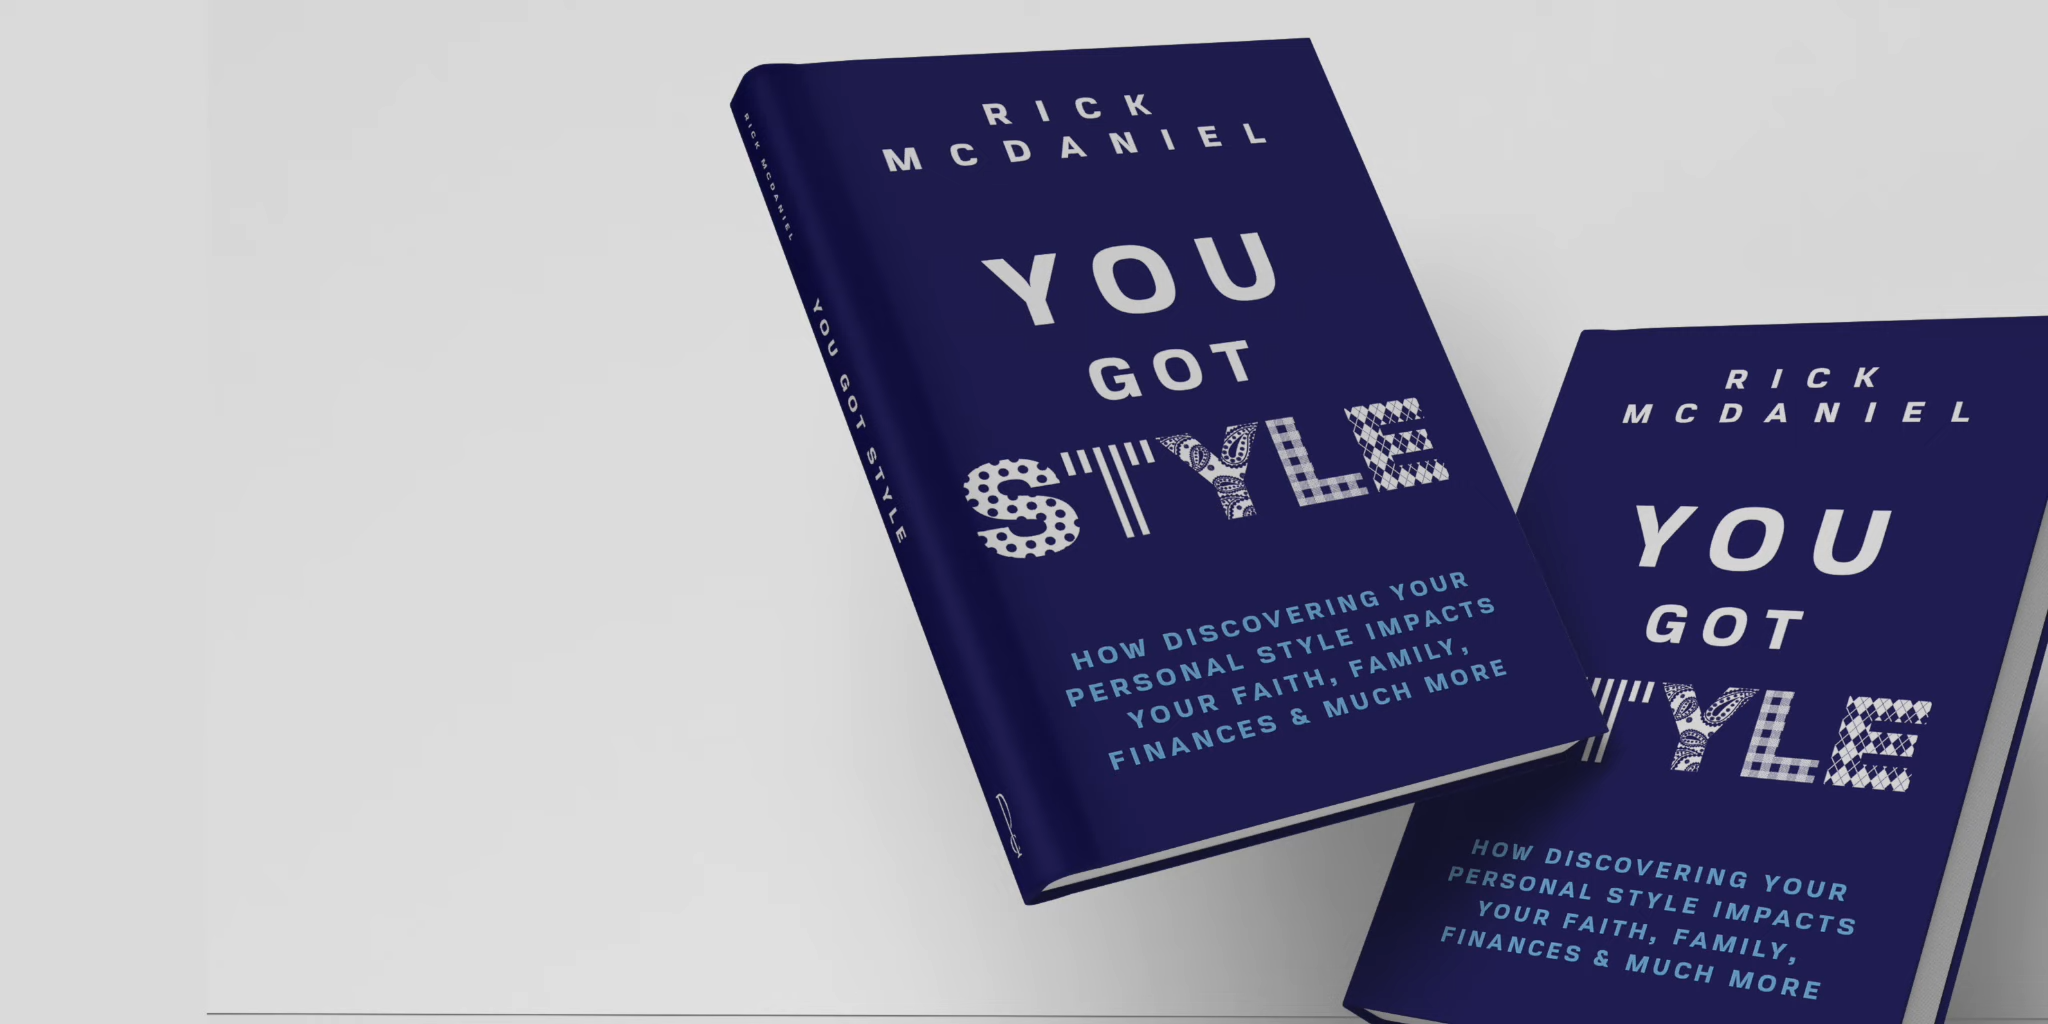 RICK
MCDANIEL
YOU
GOT
STYLE
HOW DISCOVERING YOUR
PERSONAL STYLE IMPACTS
YOUR FAITH, FAMILY,
FINANCES & MUCH MORE
RICK MCDANIEL
YOU GOT STYLE
RICK
MCDANIEL
YOU
GOT
TYLE
HOW DISCOVERING YOUR
PERSONAL STYLE IMPACTS
YOUR FAITH, FAMILY,
FINANCES & MUCH MORE